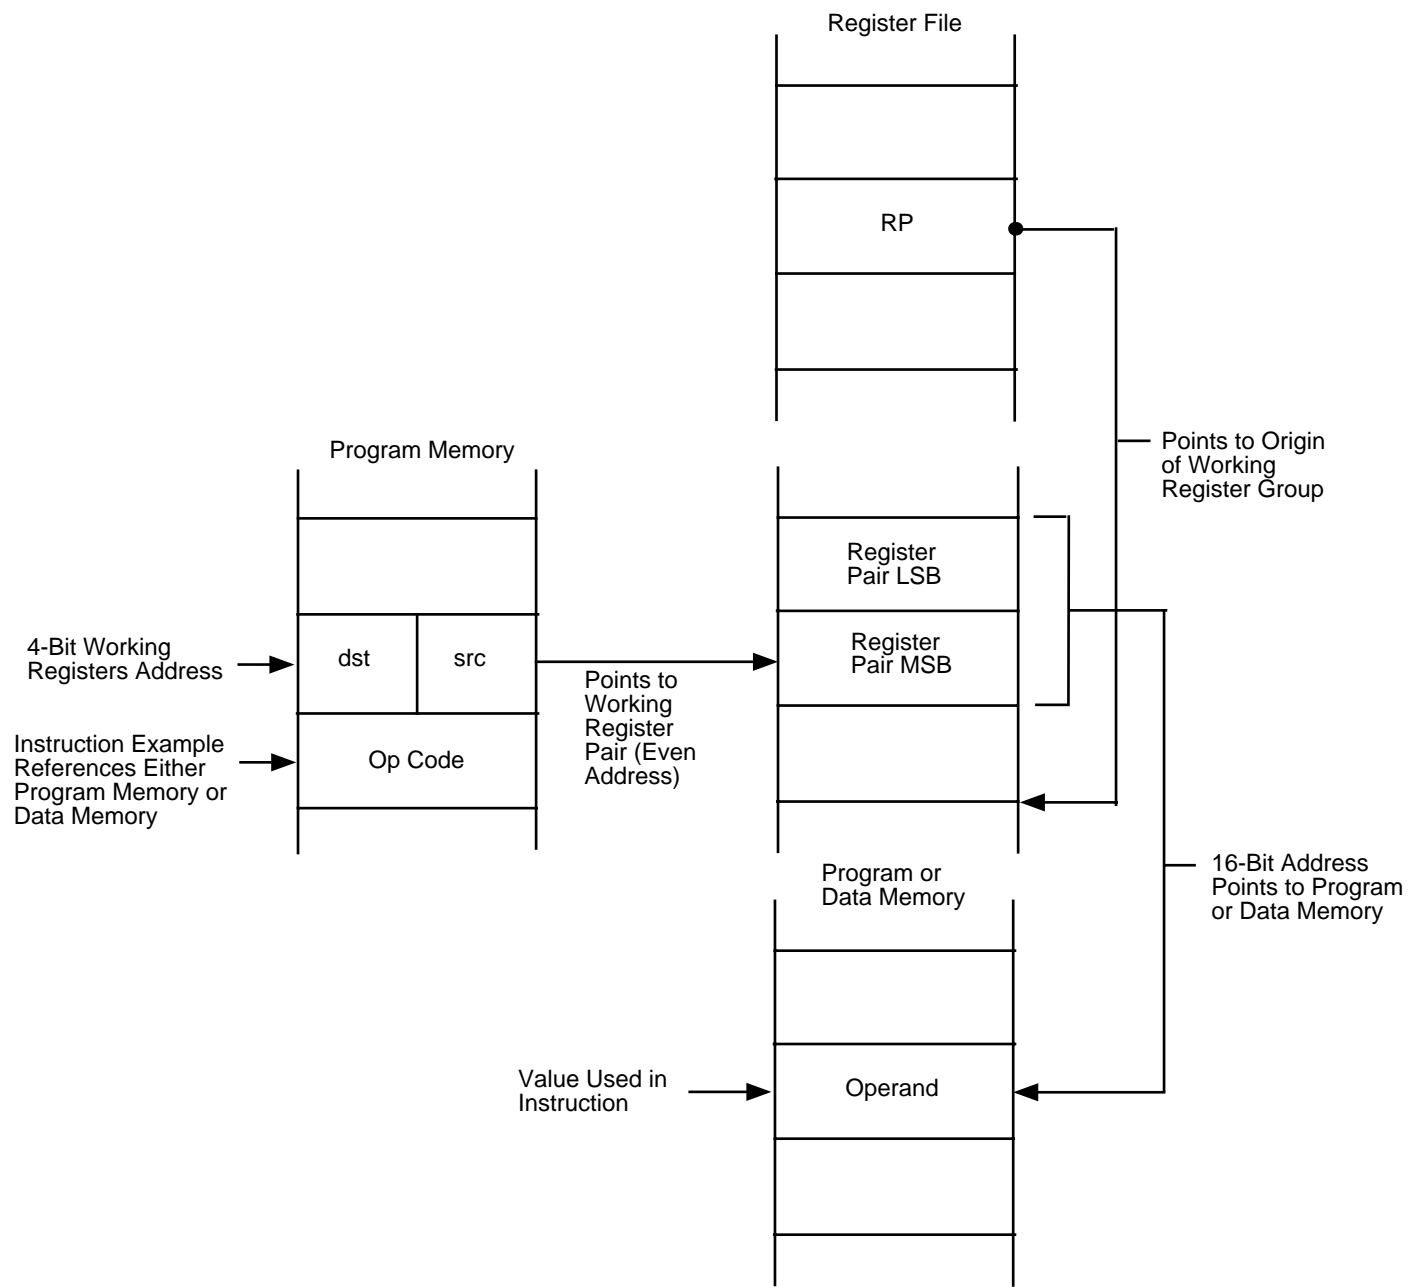 Register File
RP
Points to Origin
of Working
Register Group
Program Memory
Register
Pair LSB
4-Bit Working
Registers Address
dst
src
Register
Pair MSB
Points to
Working
Register
Pair (Even
Address)
Instruction Example
References Either
Program Memory or
Data Memory
Op Code
Program or
Data Memory
16-Bit Address
Points to Program
or Data Memory
Value Used in
Instruction
Operand